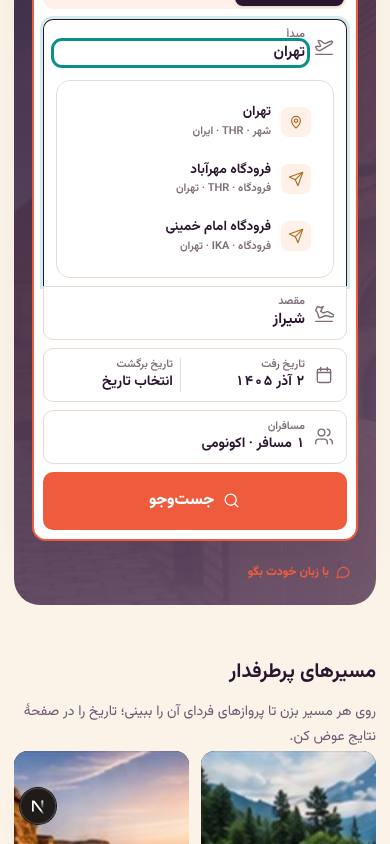 مبدأ
تهران
تهران
شهر · THR · ایران
فرودگاه مهرآباد
فرودگاه · THR · تهران
فرودگاه امام خمینی
فرودگاه · IKA · تهران
مقصد
شیراز
تاریخ رفت
۲ آذر ۱۴۰۵
تاریخ برگشت
انتخاب تاریخ
مسافران
۱ مسافر · اکونومی
جست‌وجو
با زبان خودت بگو
مسیرهای پرطرفدار
روی هر مسیر بزن تا پروازهای فردای آن را ببینی؛ تاریخ را در صفحهٔ
نتایج عوض کن.
N